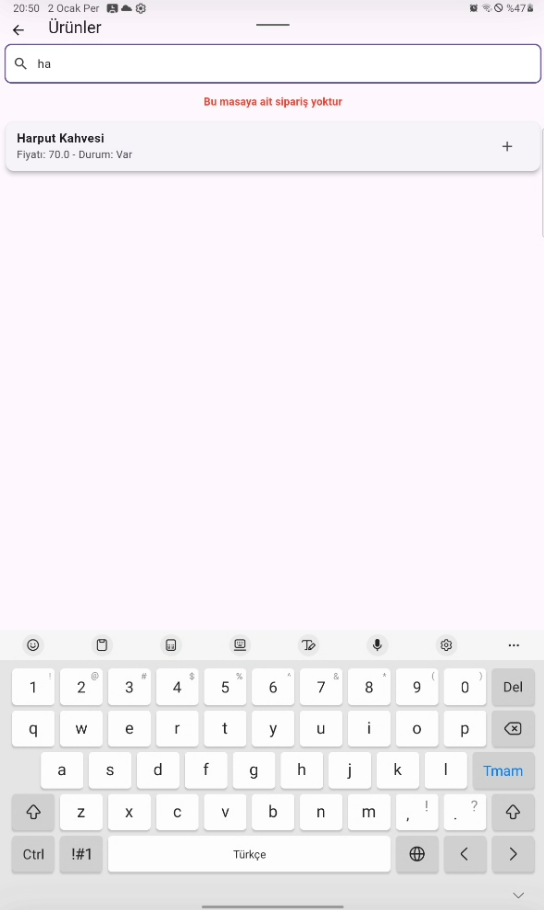 20:50 2 Ocak Per %47
Ürünler
ha
Bu masaya ait sipariş yoktur
Harput Kahvesi
Fiyatı: 70.0 - Durum: Var
+
1 ! 2 @ 3 # 4 $ 5 % 6 ^ 7 & 8 * 9 ( 0 ) Del
q w e r t y u i o p
a s d f g h j k l Tmam
z x c v b n m , ! . ?
Ctrl !#1 Türkçe < >